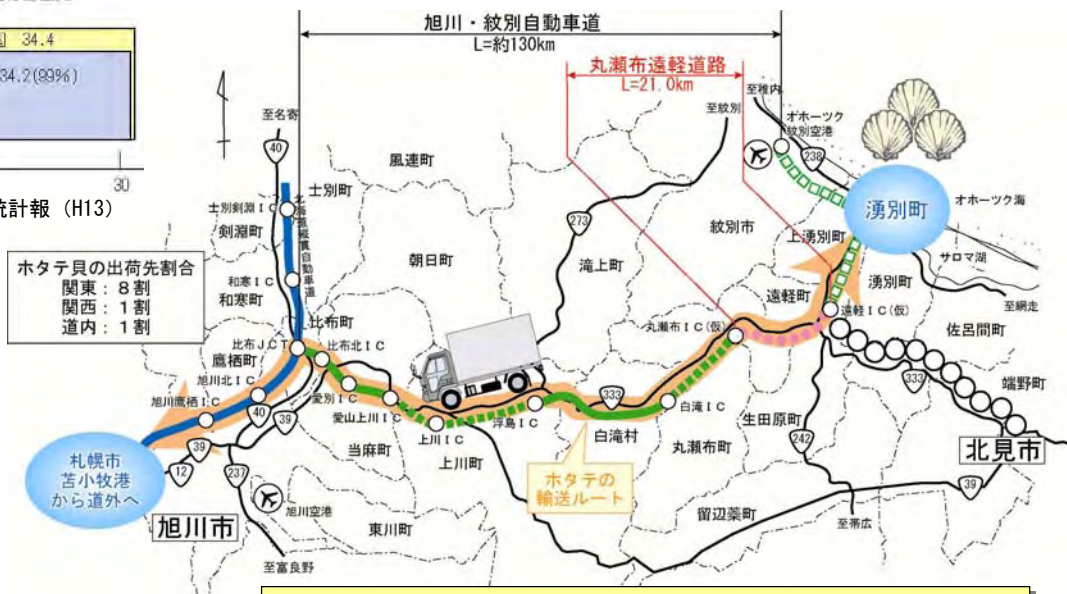 34.4
34.2(99%)
30
統計報 (H13)
旭川・紋別自動車道
L=約130km
丸瀬布遠軽道路
L=21.0km
至名寄
40
士別町
風連町
至紋別
至稚内
オホーツク
紋別空港
238
湧別町
オホーツク海
サロマ湖
至網走
士別剣淵IC
剣淵町
北海道縦貫自動車道
和寒IC
和寒町
朝日町
273
滝上町
紋別市
上湧別町
湧別町
遠軽町
遠軽IC(仮)
佐呂間町
ホタテ貝の出荷先割合
関東:8割
関西:1割
道内:1割
比布町
比布JCT
比布北IC
鷹栖町
旭川北IC
旭川鷹栖IC
愛別IC
愛山上川IC
上川IC
浮島IC
333
白滝IC
白滝村
丸瀬布IC(仮)
丸瀬布町
生田原町
333
端野町
北見市
242
39
至帯広
留辺蘂町
ホタテの
輸送ルート
札幌市
苫小牧港
から道外へ
40
39
39
12
237
旭川空港
旭川市
当麻町
上川町
東川町
至富良野